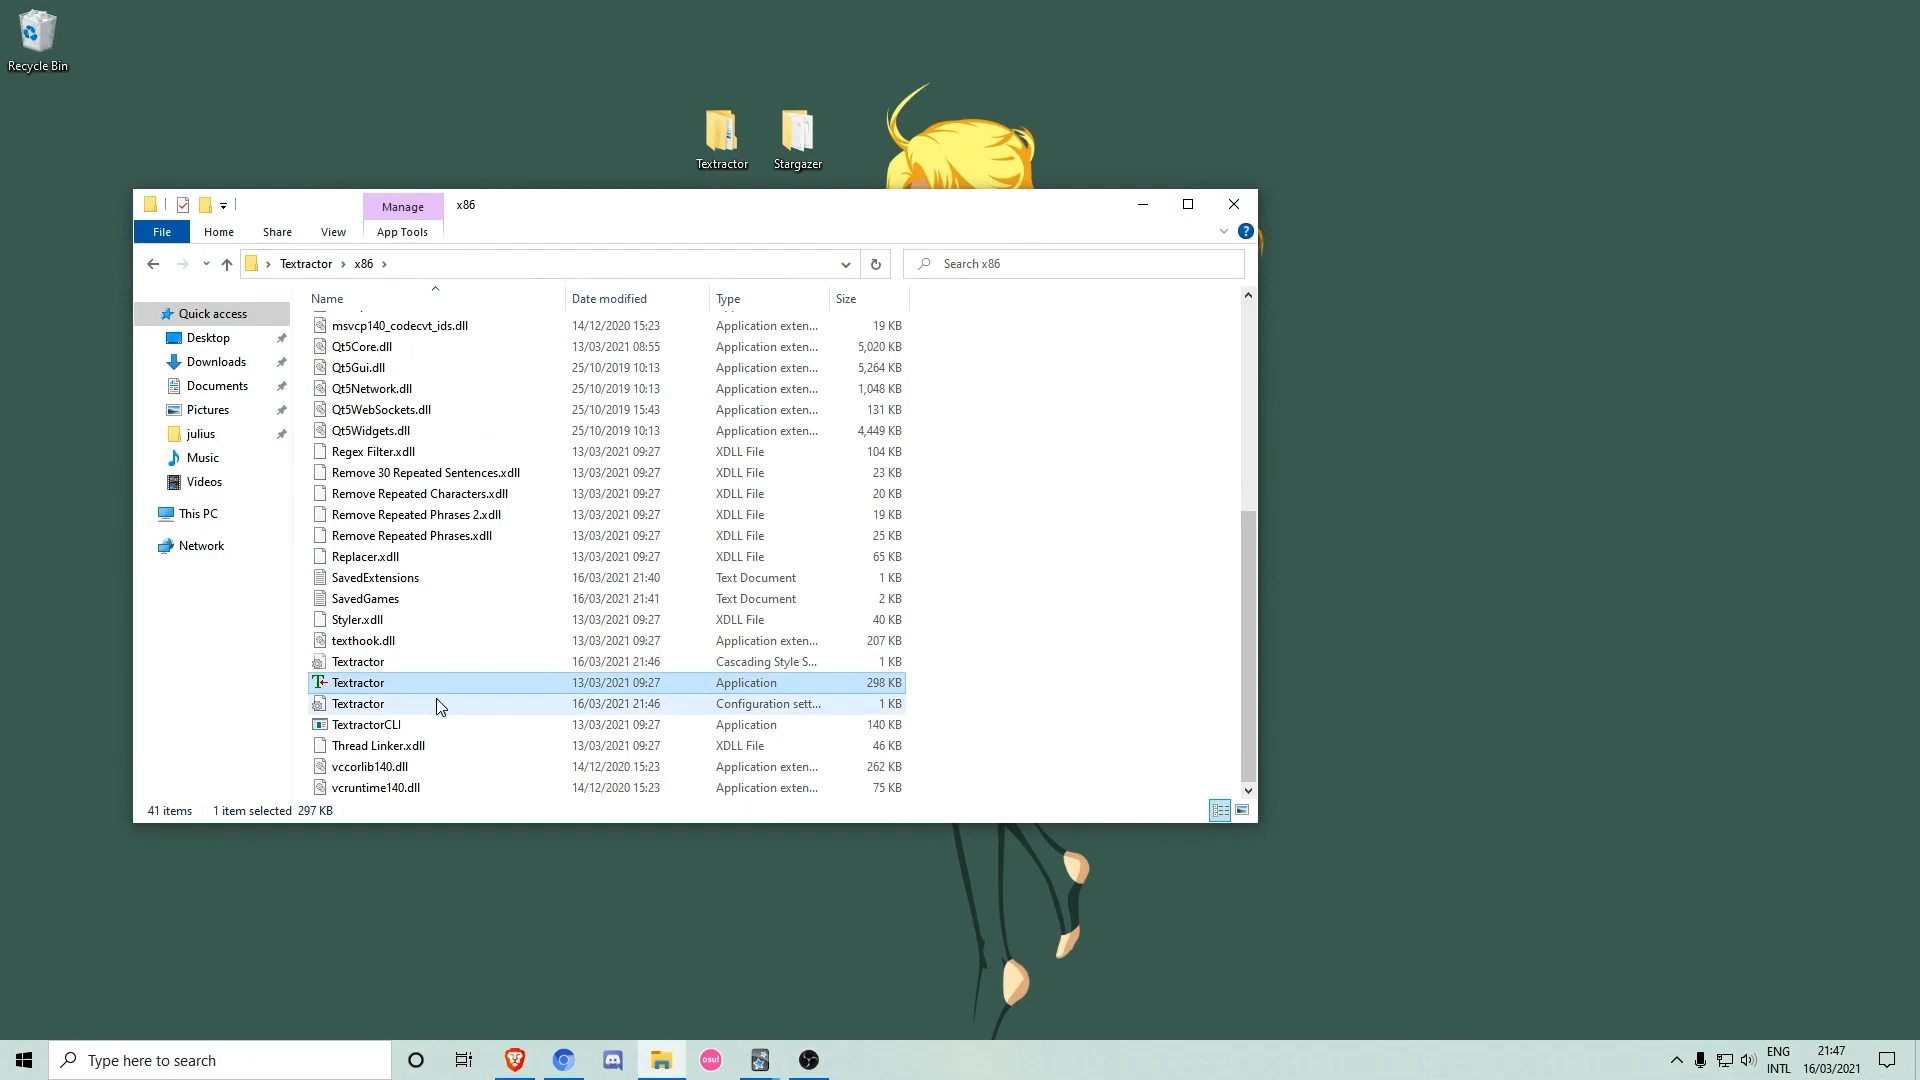 Recycle Bin
Textractor
Stargazer
Manage
x86
File
Home
Share
View
App Tools
Textractor
x86
Search x86
Name
Date modified
Type
Size
Quick access
Desktop
Downloads
Documents
Pictures
julius
Music
Videos
This PC
Network
msvcp140_codecvt_ids.dll 14/12/2020 15:23 Application exten... 19 KB
Qt5Core.dll 13/03/2021 08:55 Application exten... 5,020 KB
Qt5Gui.dll 25/10/2019 10:13 Application exten... 5,264 KB
Qt5Network.dll 25/10/2019 10:13 Application exten... 1,048 KB
Qt5WebSockets.dll 25/10/2019 15:43 Application exten... 131 KB
Qt5Widgets.dll 25/10/2019 10:13 Application exten... 4,449 KB
Regex Filter.xdll 13/03/2021 09:27 XDLL File 104 KB
Remove 30 Repeated Sentences.xdll 13/03/2021 09:27 XDLL File 23 KB
Remove Repeated Characters.xdll 13/03/2021 09:27 XDLL File 20 KB
Remove Repeated Phrases 2.xdll 13/03/2021 09:27 XDLL File 19 KB
Remove Repeated Phrases.xdll 13/03/2021 09:27 XDLL File 25 KB
Replacer.xdll 13/03/2021 09:27 XDLL File 65 KB
SavedExtensions 16/03/2021 21:40 Text Document 1 KB
SavedGames 16/03/2021 21:41 Text Document 2 KB
Styler.xdll 13/03/2021 09:27 XDLL File 40 KB
texthook.dll 13/03/2021 09:27 Application exten... 207 KB
Textractor 16/03/2021 21:46 Cascading Style S... 1 KB
Textractor 13/03/2021 09:27 Application 298 KB
Textractor 16/03/2021 21:46 Configuration sett... 1 KB
TextractorCLI 13/03/2021 09:27 Application 140 KB
Thread Linker.xdll 13/03/2021 09:27 XDLL File 46 KB
vccorlib140.dll 14/12/2020 15:23 Application exten... 262 KB
vcruntime140.dll 14/12/2020 15:23 Application exten... 75 KB
41 items
1 item selected 297 KB
Type here to search
osu!
ENG
INTL
21:47
16/03/2021